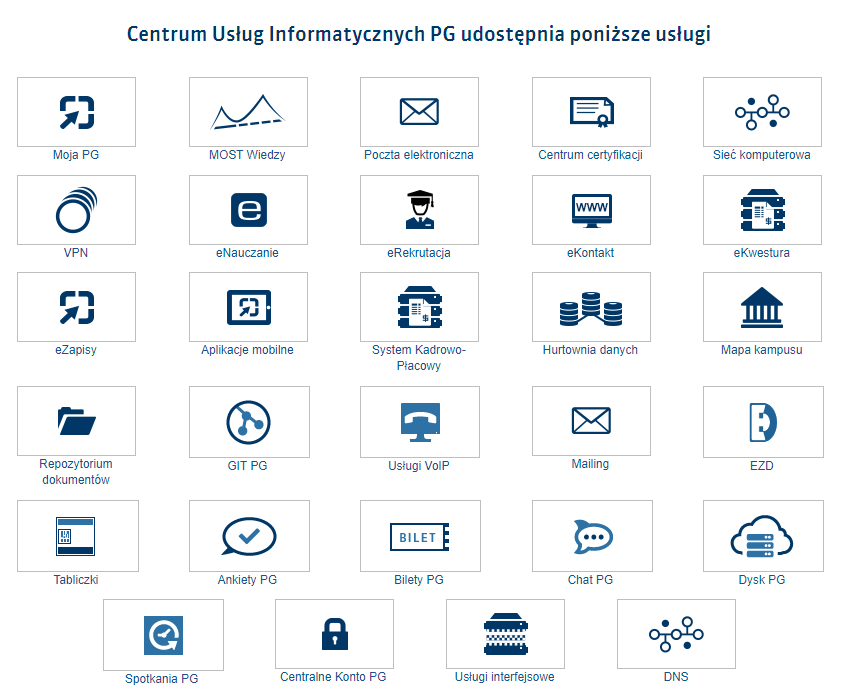 Centrum Usług Informatycznych PG udostępnia poniższe usługi
Moja PG
MOST Wiedzy
Poczta elektroniczna
Centrum certyfikacji
Sieć komputerowa
e
WWW
$
VPN
eNauczanie
eRekrutacja
eKontakt
eKwestura
$
eZapisy
Aplikacje mobilne
System Kadrowo-
Płacowy
Hurtownia danych
Mapa kampusu
Repozytorium
dokumentów
GIT PG
Usługi VoIP
Mailing
EZD
BILET
Tabliczki
Ankiety PG
Bilety PG
Chat PG
Dysk PG
Spotkania PG
Centralne Konto PG
Usługi interfejsowe
DNS